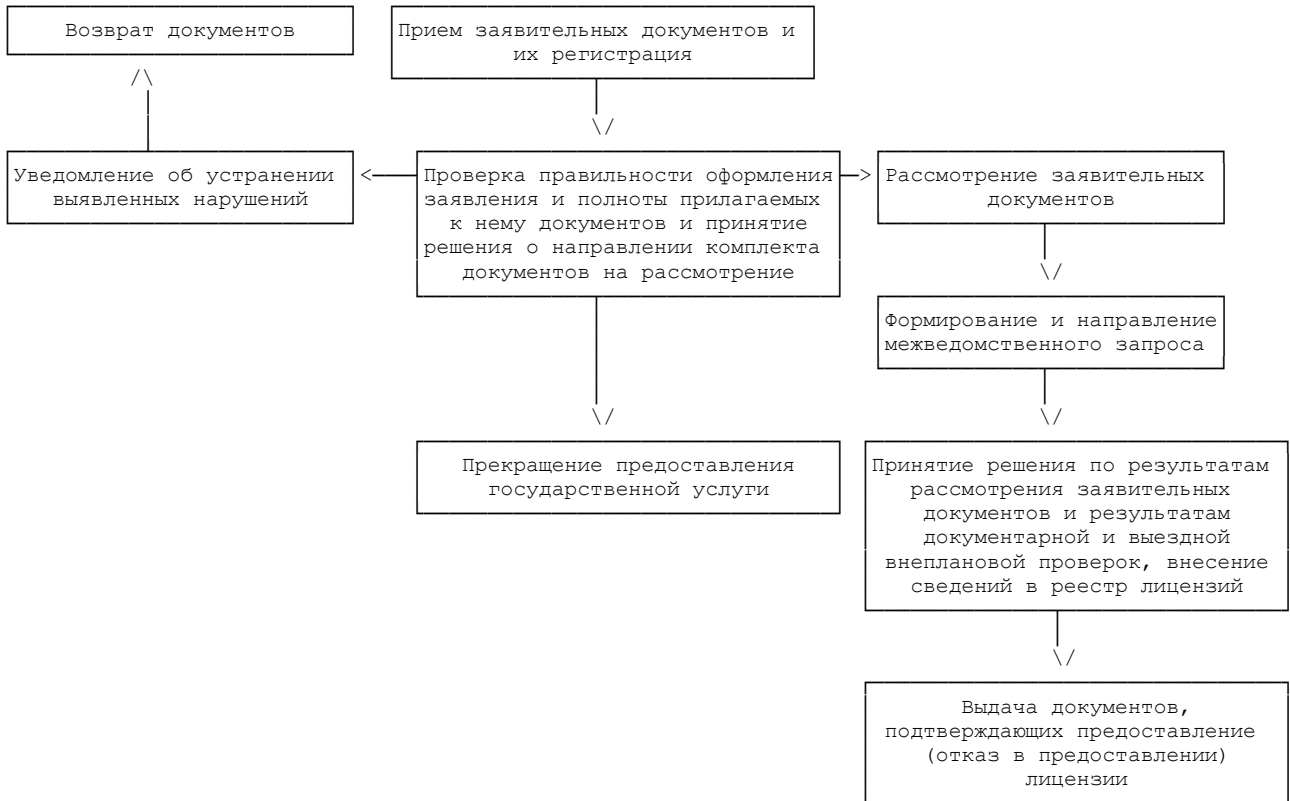 Возврат документов
Прием заявительных документов и
их регистрация
Уведомление об устранении
выявленных нарушений
Проверка правильности оформления
заявления и полноты прилагаемых
к нему документов и принятие
решения о направлении комплекта
документов на рассмотрение
Рассмотрение заявительных
документов
Формирование и направление
межведомственного запроса
Прекращение предоставления
государственной услуги
Принятие решения по результатам
рассмотрения заявительных
документов и результатам
документарной и выездной
внеплановой проверок, внесение
сведений в реестр лицензий
Выдача документов,
подтверждающих предоставление
(отказ в предоставлении)
лицензии